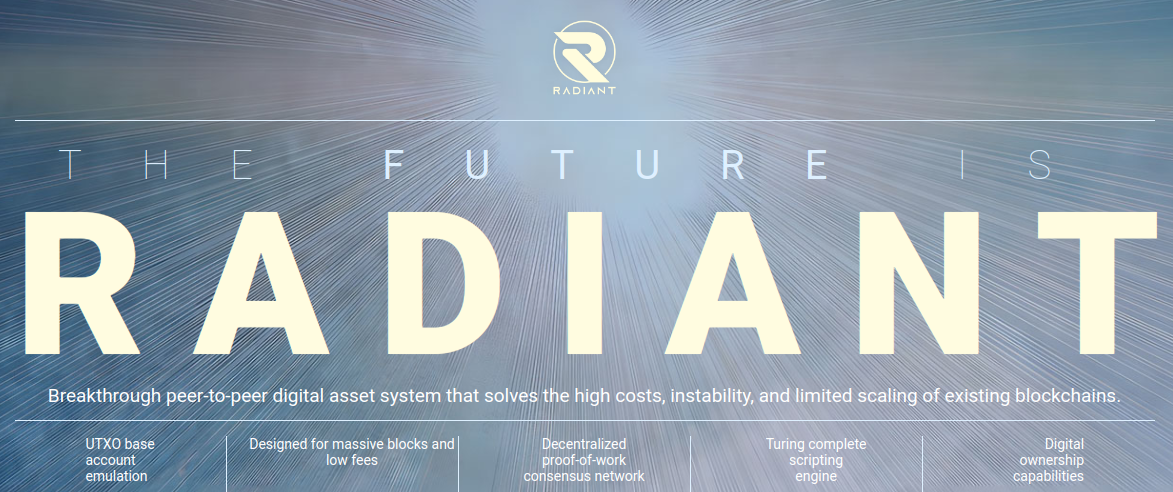 RADIANT
THE FUTURE IS
RADIANT
Breakthrough peer-to-peer digital asset system that solves the high costs, instability, and limited scaling of existing blockchains.
UTXO base
account
emulation
Designed for massive blocks and
low fees
Decentralized
proof-of-work
consensus network
Turing complete
scripting
engine
Digital
ownership
capabilities